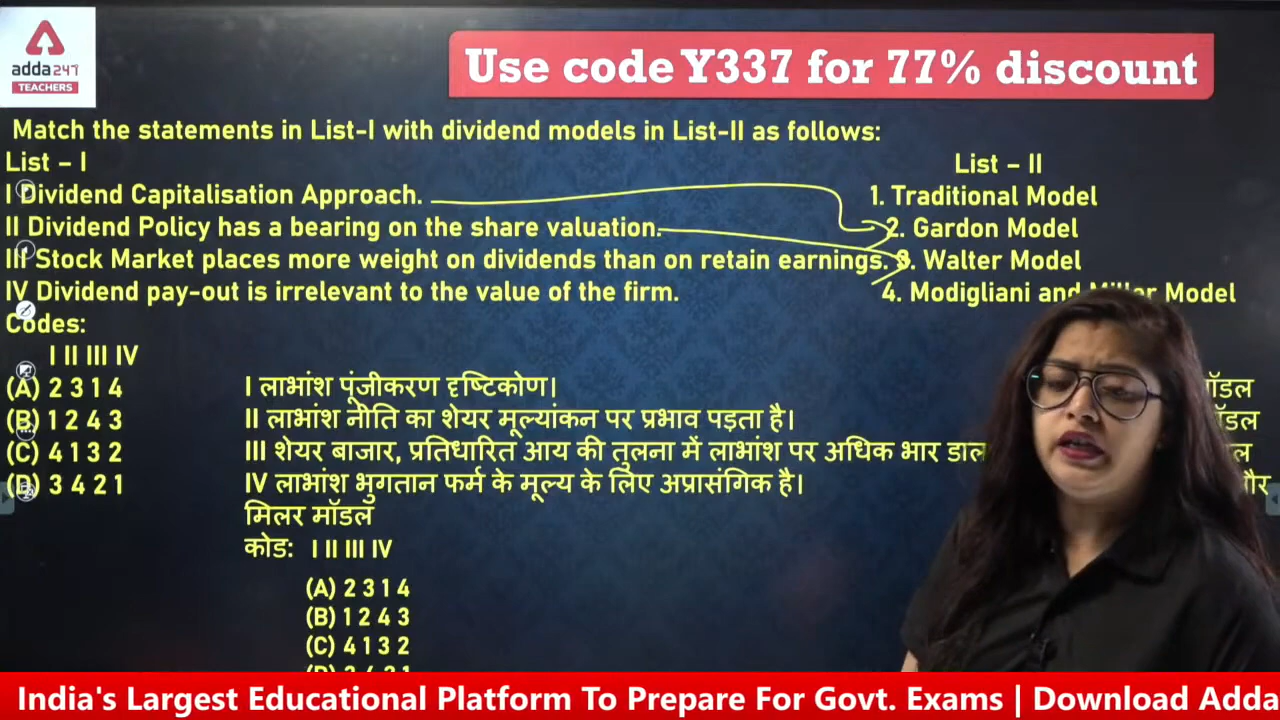 adda247
TEACHERS
Use code Y337 for 77% discount
Match the statements in List-I with dividend models in List-II as follows:
List – I List – II
I Dividend Capitalisation Approach. 1. Traditional Model
II Dividend Policy has a bearing on the share valuation. 2. Gardon Model
III Stock Market places more weight on dividends than on retain earnings. 3. Walter Model
IV Dividend pay-out is irrelevant to the value of the firm. 4. Modigliani and Miller Model
Codes:
I II III IV
(A) 2 3 1 4 I लाभांश पूंजीकरण दृष्टिकोण। मॉडल
(B) 1 2 4 3 II लाभांश नीति का शेयर मूल्यांकन पर प्रभाव पड़ता है। मॉडल
(C) 4 1 3 2 III शेयर बाजार, प्रतिधारित आय की तुलना में लाभांश पर अधिक भार
(D) 3 4 2 1 IV लाभांश भुगतान फर्म के मूल्य के लिए अप्रासंगिक है। और
मिलर मॉडल
कोड: I II III IV
(A) 2 3 1 4
(B) 1 2 4 3
(C) 4 1 3 2
India's Largest Educational Platform To Prepare For Govt. Exams | Download Adda